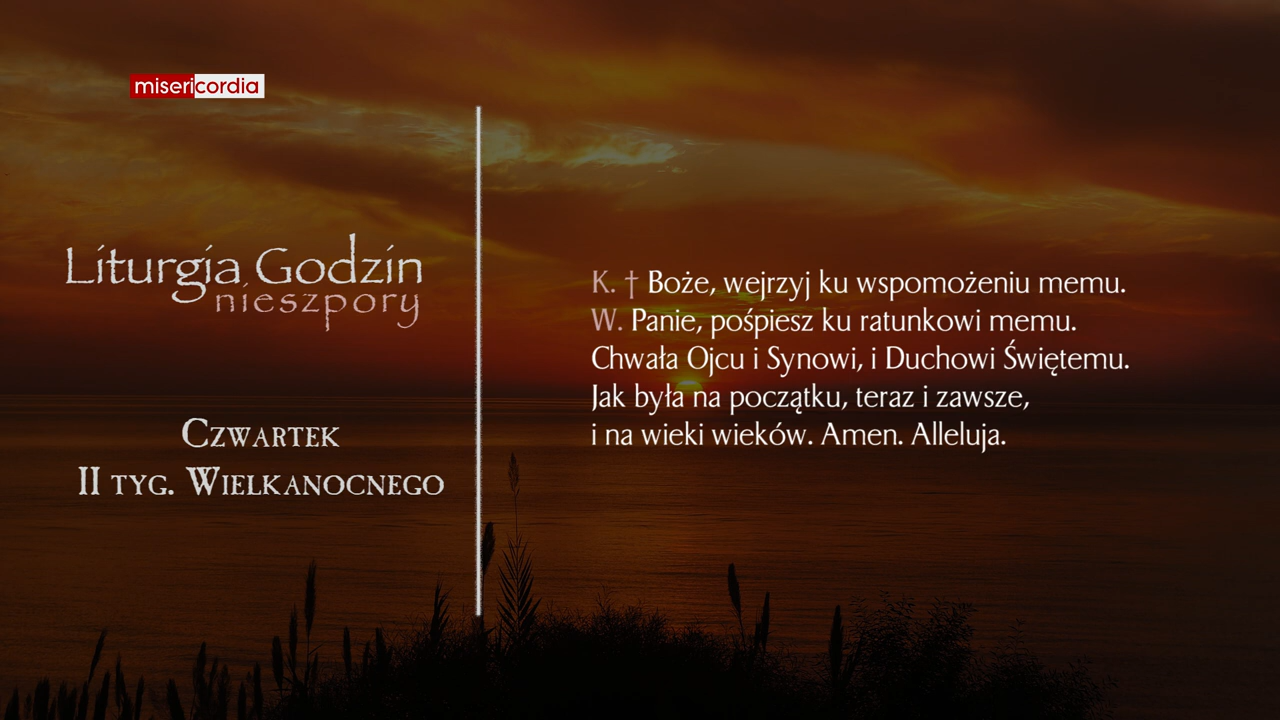 misericordia
Liturgia Godzin
nieszpory
Czwartek
II tyg. Wielkanocnego
K. † Boże, wejrzyj ku wspomożeniu memu.
W. Panie, pośpiesz ku ratunkowi memu.
Chwała Ojcu i Synowi, i Duchowi Świętemu.
Jak była na początku, teraz i zawsze,
i na wieki wieków. Amen. Alleluja.